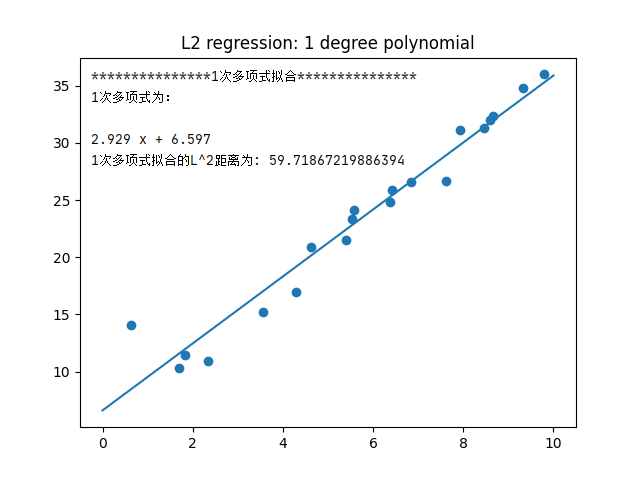 L2 regression: 1 degree polynomial
***************1次多项式拟合***************
1次多项式为:
2.929 x + 6.597
1次多项式拟合的L^2距离为: 59.71867219886394
35
30
25
20
15
10
0 2 4 6 8 10